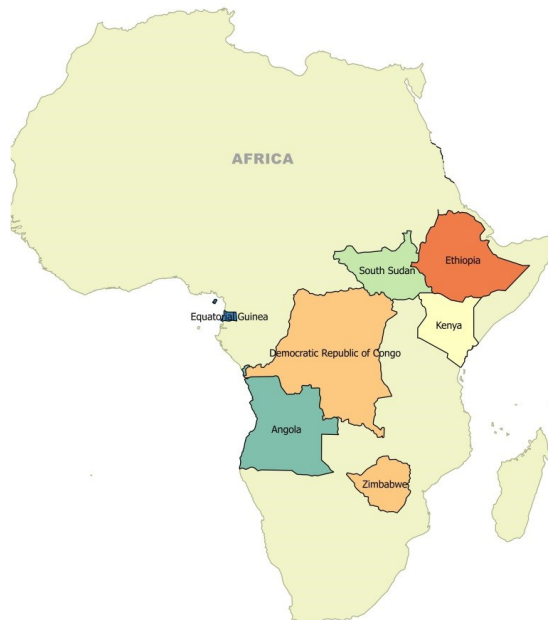 AFRICA
Ethiopia
South Sudan
Equatorial Guinea
Kenya
Democratic Republic of Congo
Angola
Zimbabwe